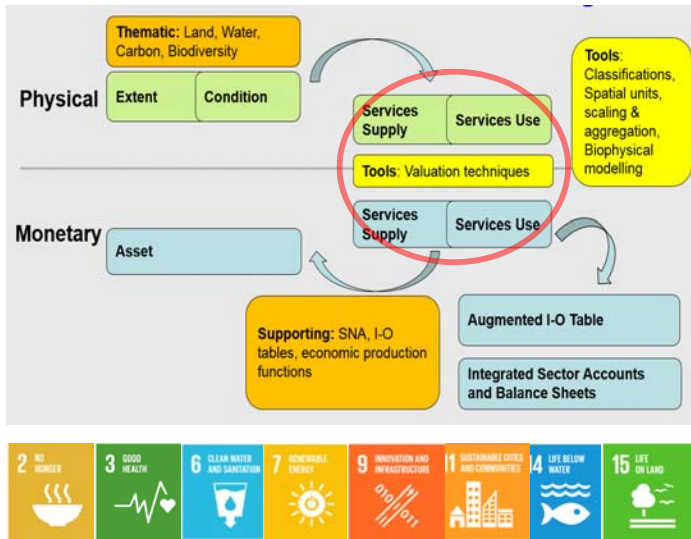 Thematic: Land, Water,
Carbon, Biodiversity
Tools:
Classifications,
Spatial units,
scaling &
aggregation,
Biophysical
modelling
Physical
Extent
Condition
Services
Supply
Services Use
Tools: Valuation techniques
Monetary
Asset
Services
Supply
Services Use
Supporting: SNA, I-O
tables, economic production
functions
Augmented I-O Table
Integrated Sector Accounts
and Balance Sheets
2 NO
HUNGER
3 GOOD
HEALTH
6 CLEAN WATER
AND SANITATION
7 RENEWABLE
ENERGY
9 INNOVATION AND
INFRASTRUCTURE
1 SUSTAINABLE CITIES
AND COMMUNITIES
4 LIFE BELOW
WATER
15 LIFE
ON LAND